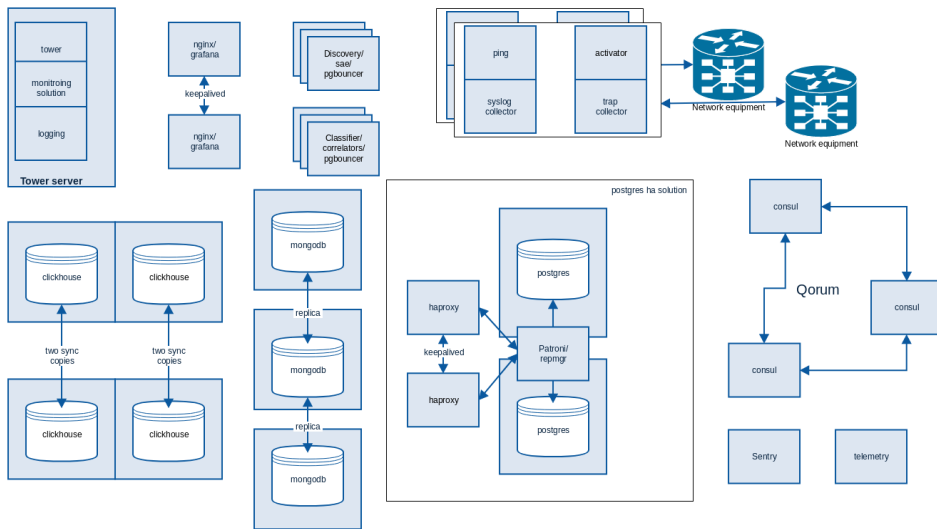 tower
monitroing
solution
logging
Tower server
nginx/
grafana
keepalived
nginx/
grafana
Discovery/
sae/
pgbouncer
Classifier/
correlators/
pgbouncer
ping
activator
syslog
collector
trap
collector
Network equipment
Network equipment
clickhouse
clickhouse
two sync
copies
two sync
copies
clickhouse
clickhouse
mongodb
replica
mongodb
replica
mongodb
postgres ha solution
postgres
haproxy
keepalived
haproxy
Patroni/
repmgr
postgres
consul
Qorum
consul
consul
Sentry
telemetry